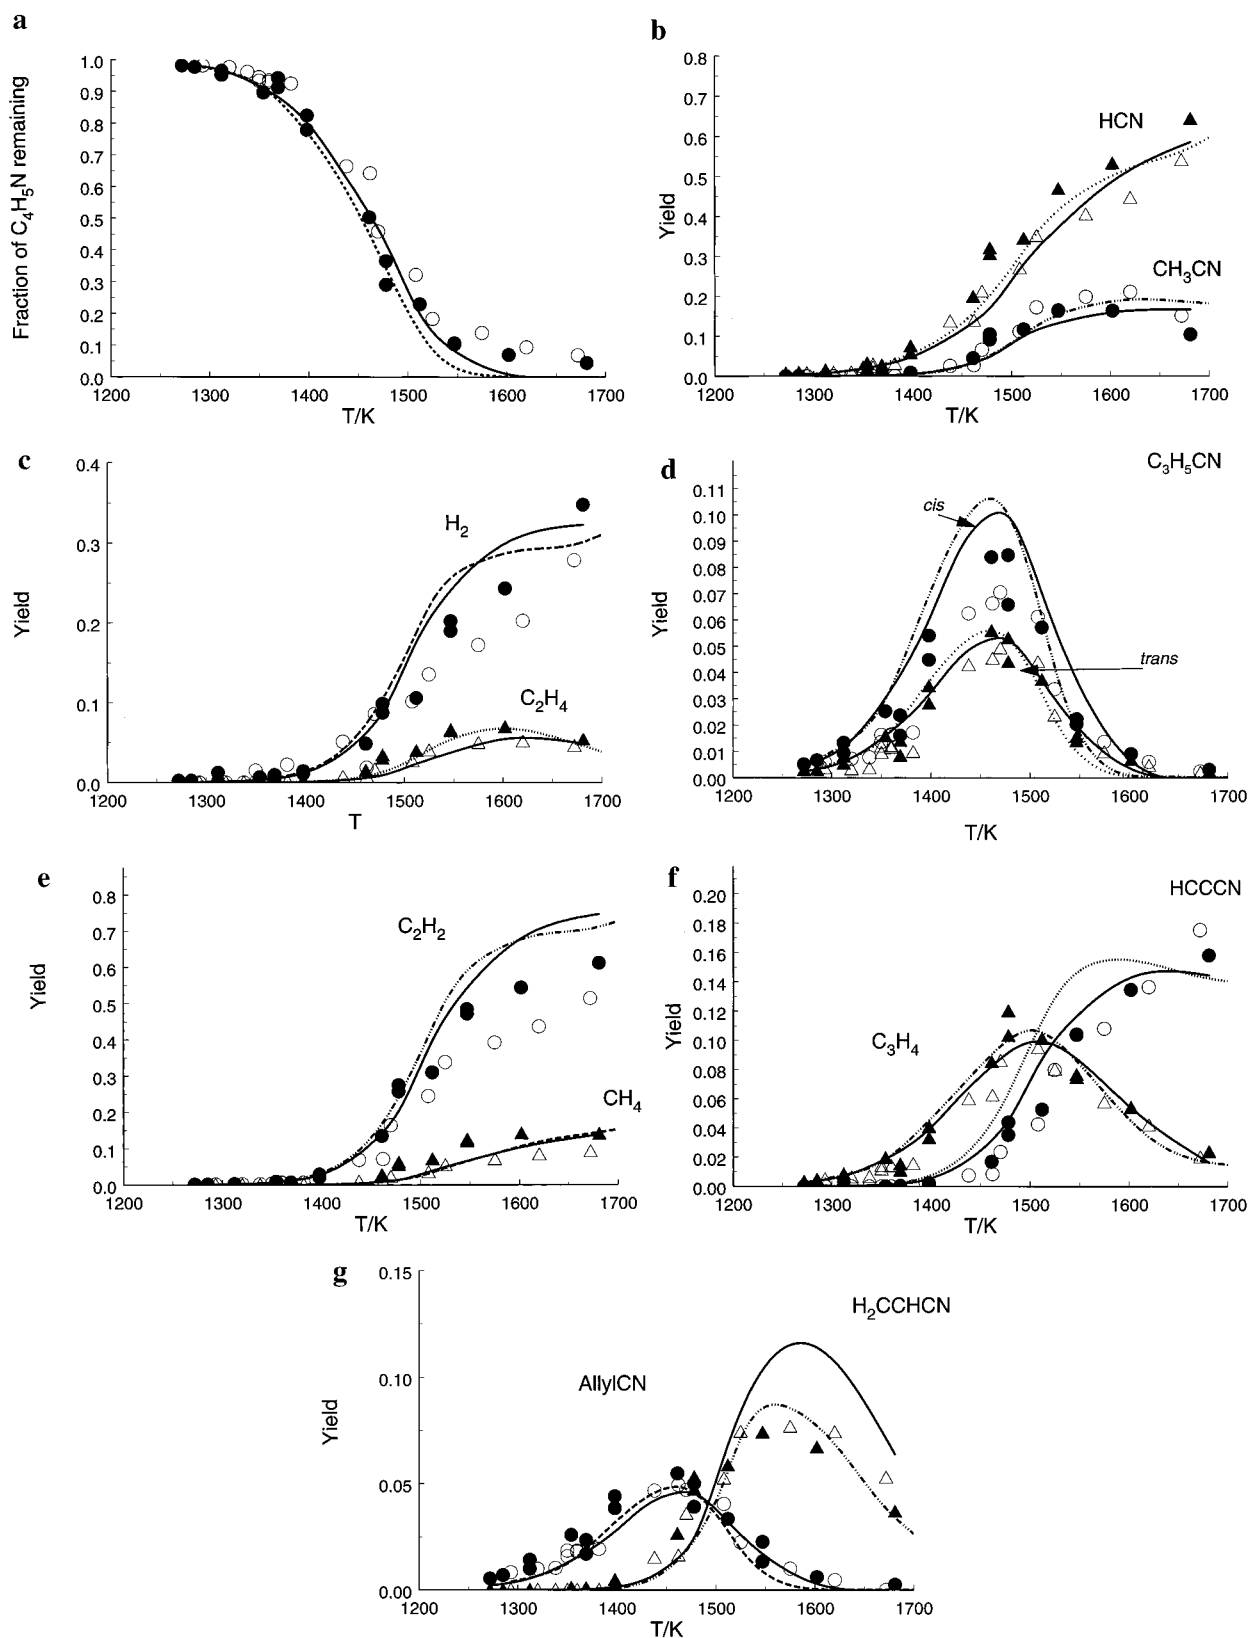 a
Fraction of C4H5N remaining
1.0
0.9
0.8
0.7
0.6
0.5
0.4
0.3
0.2
0.1
0.0
1200 1300 1400 1500 1600 1700
T/K
b
Yield
0.8
0.7
0.6
0.5
0.4
0.3
0.2
0.1
0.0
HCN
CH3CN
1200 1300 1400 1500 1600 1700
T/K
c
Yield
0.4
0.3
0.2
0.1
0.0
H2
C2H4
1200 1300 1400 1500 1600 1700
T
d
C3H5CN
Yield
0.11
0.10
0.09
0.08
0.07
0.06
0.05
0.04
0.03
0.02
0.01
0.00
cis
trans
1200 1300 1400 1500 1600 1700
T/K
e
Yield
0.8
0.7
0.6
0.5
0.4
0.3
0.2
0.1
0.0
C2H2
CH4
1200 1300 1400 1500 1600 1700
T/K
f
HCCCN
Yield
0.20
0.18
0.16
0.14
0.12
0.10
0.08
0.06
0.04
0.02
0.00
C3H4
1200 1300 1400 1500 1600 1700
T/K
g
Yield
0.15
0.10
0.05
0.00
H2CCHCN
AllylCN
1200 1300 1400 1500 1600 1700
T/K